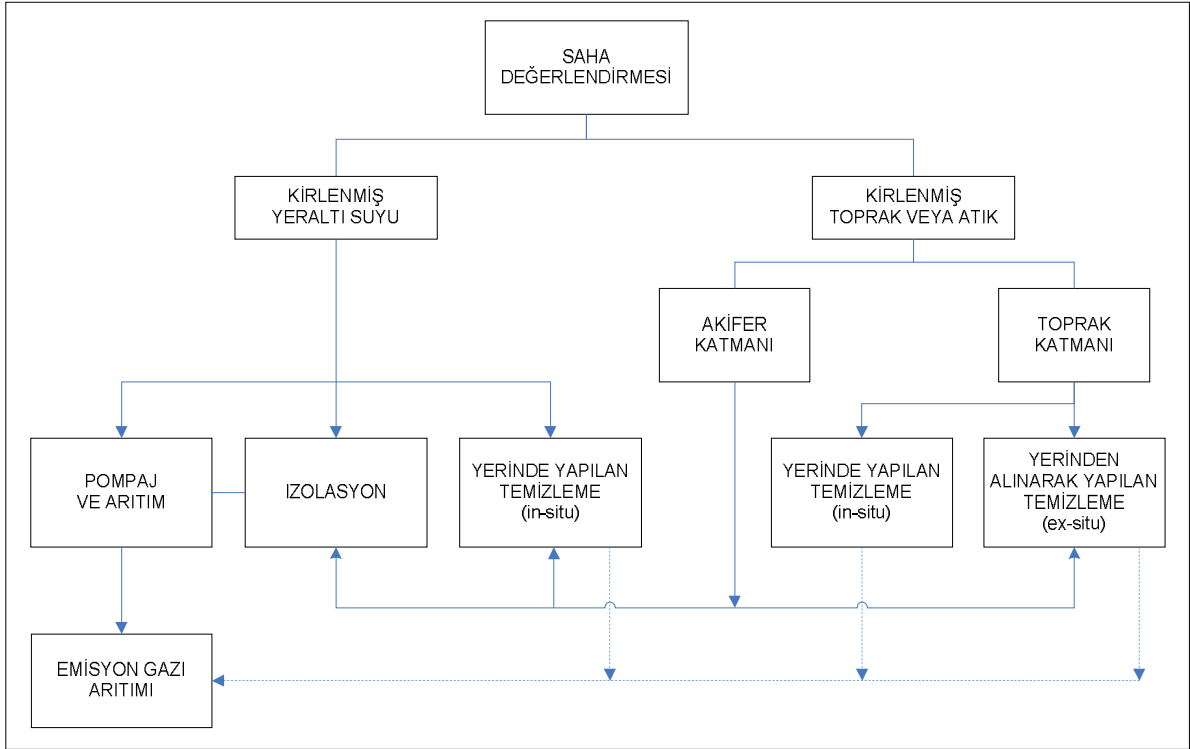 SAHA
DEĞERLENDİRMESİ
KİRLENMİŞ
YERALTI SUYU
KİRLENMİŞ
TOPRAK VEYA ATIK
AKİFER
KATMANI
TOPRAK
KATMANI
POMPAJ
VE ARITIM
IZOLASYON
YERİNDE YAPILAN
TEMİZLEME
(in-situ)
YERİNDE YAPILAN
TEMİZLEME
(in-situ)
YERİNDEN
ALINARAK YAPILAN
TEMİZLEME
(ex-situ)
EMİSYON GAZI
ARITIMI